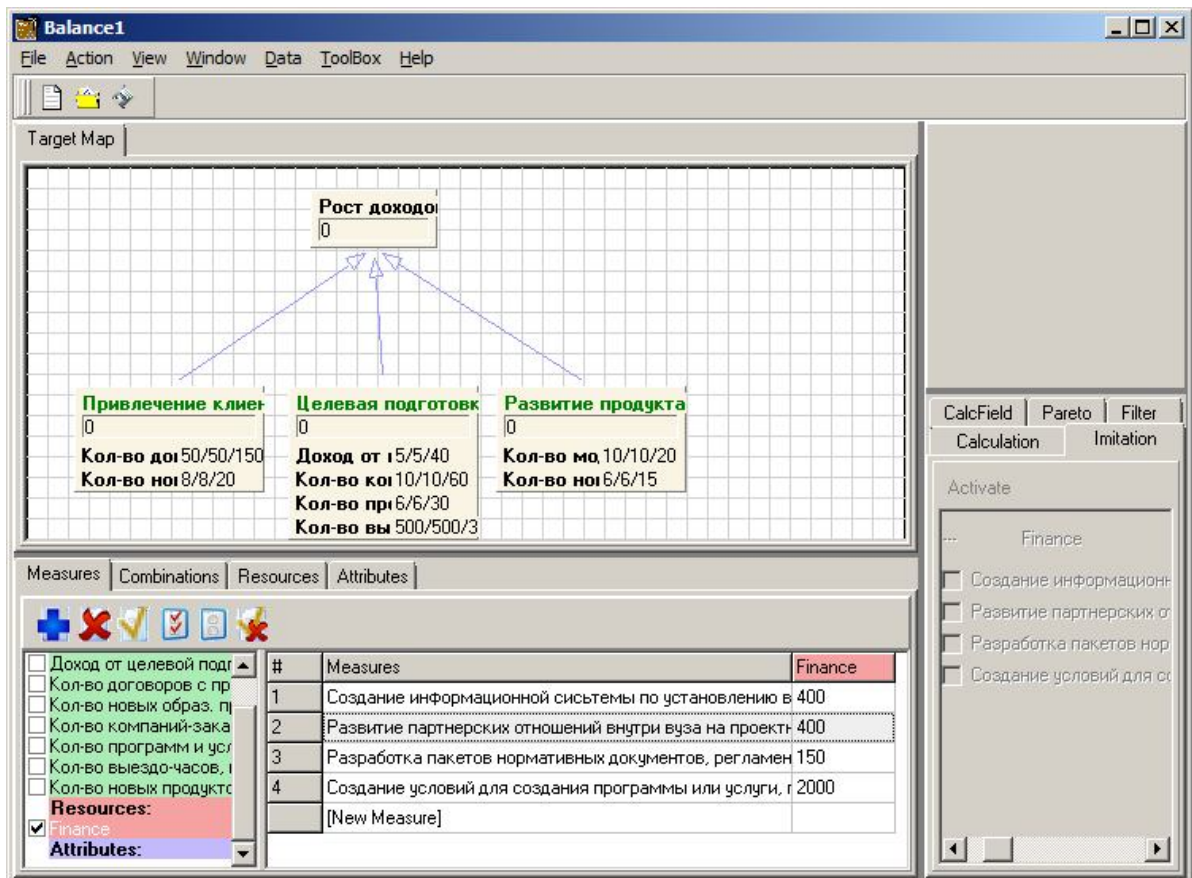 Balance1
File Action View Window Data ToolBox Help
Target Map
Рост доходо
0
Привлечение клиен
0
Кол-во до 50/50/150
Кол-во но 8/8/20
Целевая подготовк
0
Доход от 5/5/40
Кол-во ко 10/10/60
Кол-во пр 6/6/30
Кол-во вы 500/500/3
Развитие продукта
0
Кол-во мо 10/10/20
Кол-во но 6/6/15
Measures Combinations Resources Attributes
Доход от целевой подг
Кол-во договоров с пр
Кол-во новых образ. п
Кол-во компаний-зака
Кол-во программ и усл
Кол-во выездо-часов,
Кол-во новых продукто
Resources:
Finance
Attributes:
# Measures Finance
1 Создание информационной сисьтемы по установлению в 400
2 Развитие партнерских отношений внутри вуза на проектн 400
3 Разработка пакетов нормативных документов, регламен 150
4 Создание условий для создания программы или услуги, г 2000
[New Measure]
CalcField Pareto Filter
Calculation Imitation
Activate
... Finance
Создание информационн
Развитие партнерских о
Разработка пакетов нор
Создание условий для со